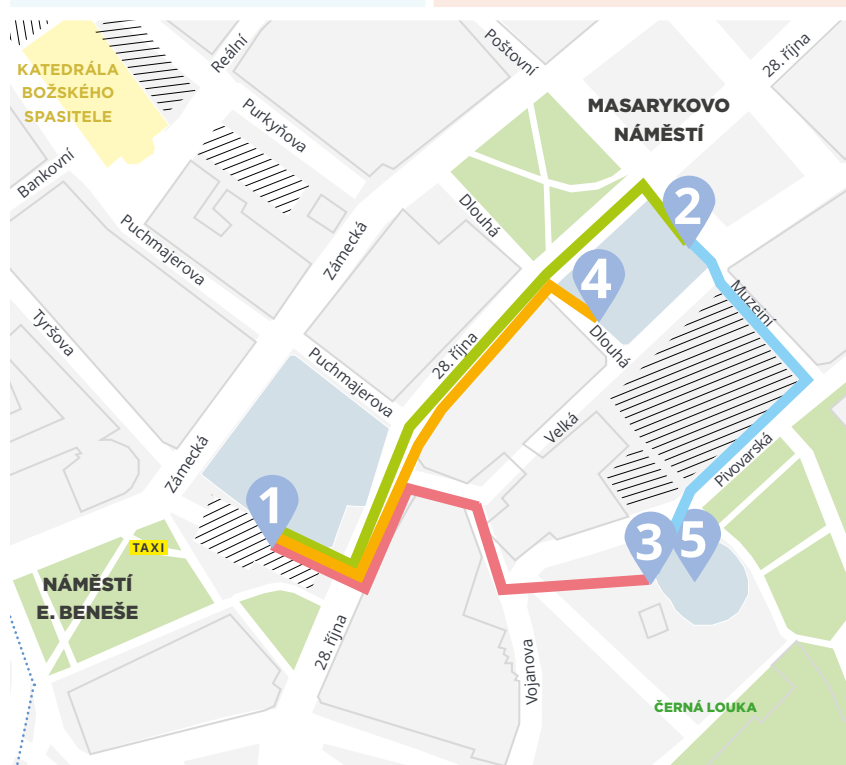 Poštovní
28. října
Reální
KATEDRÁLA
BOŽSKÉHO
SPASITELE
MASARYKOVO
NÁMĚSTÍ
Purkyňova
Bankovní
Dlouhá
2
Puchmajerova
Zámecká
4
Muzejní
Tyršova
28. října
Dlouhá
Puchmajerova
Velká
Pivovarská
Zámecká
1
3
5
TAXI
NÁMĚSTÍ
E. BENEŠE
28. října
Vojanova
ČERNÁ LOUKA